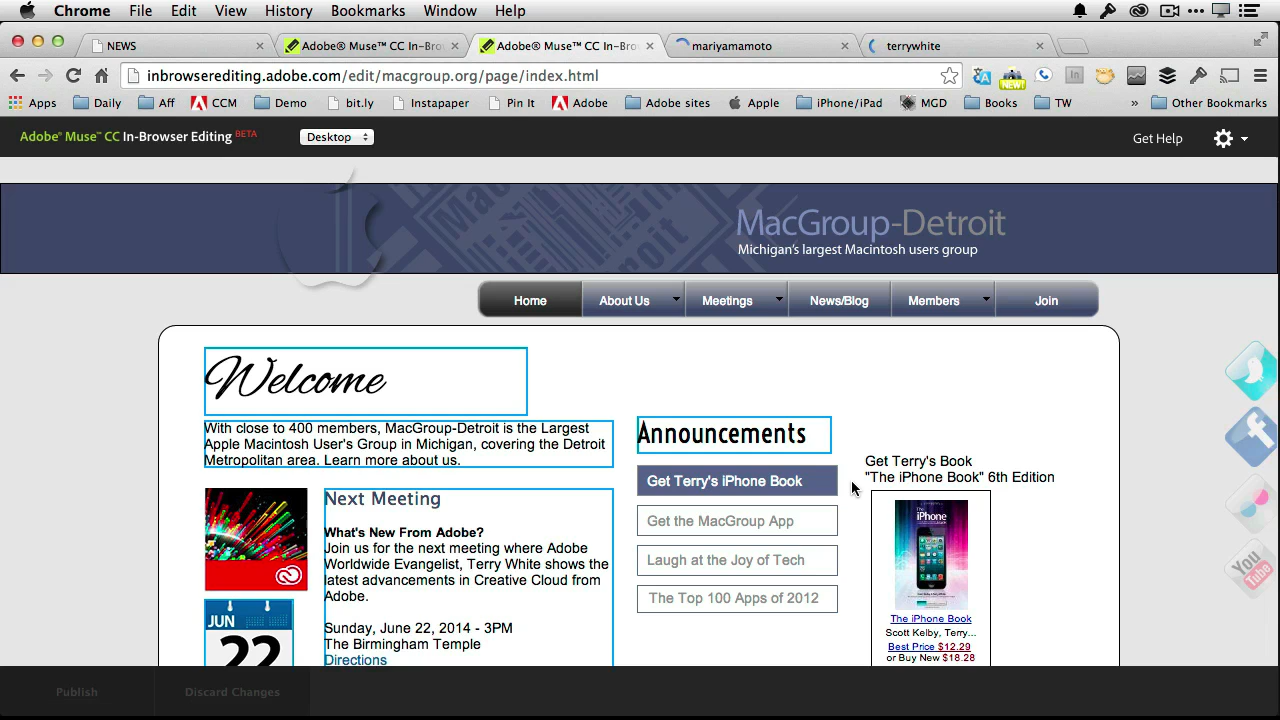 Chrome File Edit View History Bookmarks Window Help
NEWS
Adobe® Muse™ CC In-Bro
Adobe® Muse™ CC In-Bro
mariyamamoto
terrywhite
inbrowserediting.adobe.com/edit/macgroup.org/page/index.html
NEW!
Apps Daily Aff CCM Demo bit.ly Instapaper Pin It Adobe Adobe sites Apple iPhone/iPad MGD Books TW » Other Bookmarks
Adobe® Muse™ CC In-Browser Editing BETA
Desktop
Get Help
MacGroup-Detroit
Michigan's largest Macintosh users group
Home About Us Meetings News/Blog Members Join
Welcome
With close to 400 members, MacGroup-Detroit is the Largest
Apple Macintosh User's Group in Michigan, covering the Detroit
Metropolitan area. Learn more about us.
Next Meeting
What's New From Adobe?
Join us for the next meeting where Adobe
Worldwide Evangelist, Terry White shows the
latest advancements in Creative Cloud from
Adobe.
Sunday, June 22, 2014 - 3PM
The Birmingham Temple
Directions
JUN
22
Announcements
Get Terry's iPhone Book
Get the MacGroup App
Laugh at the Joy of Tech
The Top 100 Apps of 2012
Get Terry's Book
"The iPhone Book" 6th Edition
The iPhone Book
Scott Kelby, Terry...
Best Price $12.29
or Buy New $18.28
You
Tube
Publish
Discard Changes